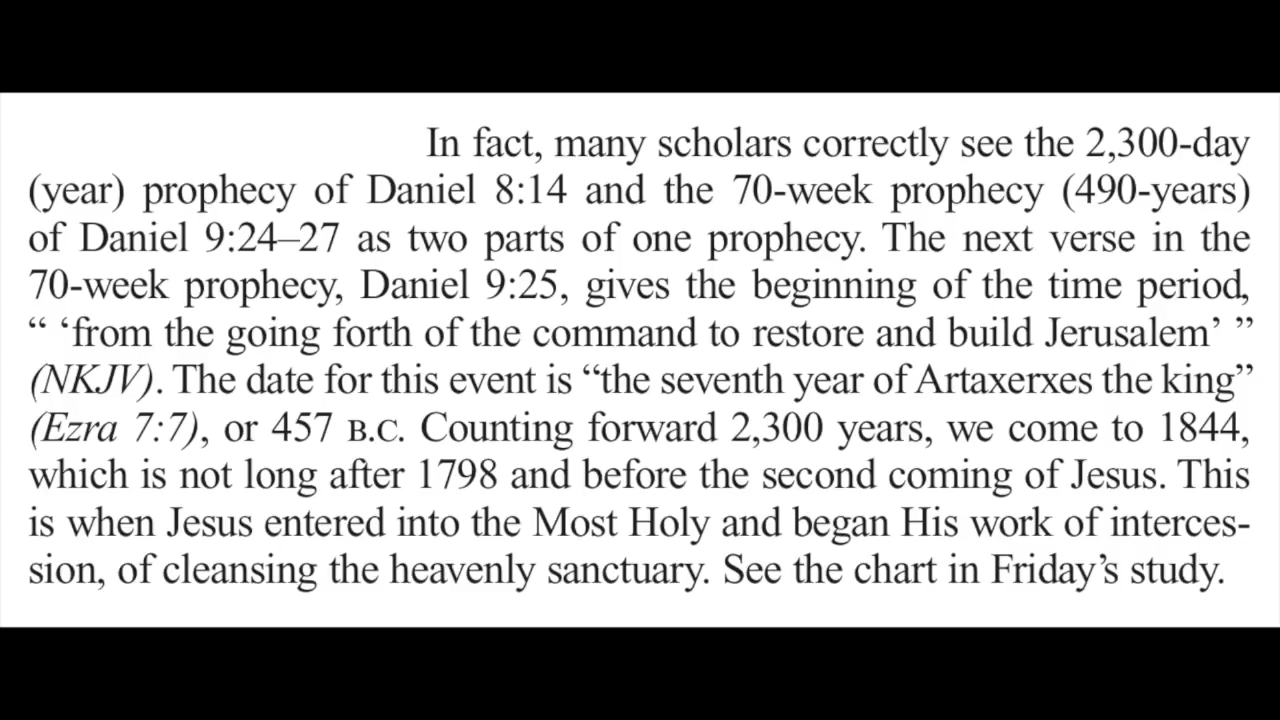 In fact, many scholars correctly see the 2,300-day
(year) prophecy of Daniel 8:14 and the 70-week prophecy (490-years)
of Daniel 9:24–27 as two parts of one prophecy. The next verse in the
70-week prophecy, Daniel 9:25, gives the beginning of the time period,
“ ‘from the going forth of the command to restore and build Jerusalem’ ”
(NKJV). The date for this event is “the seventh year of Artaxerxes the king”
(Ezra 7:7), or 457 B.C. Counting forward 2,300 years, we come to 1844,
which is not long after 1798 and before the second coming of Jesus. This
is when Jesus entered into the Most Holy and began His work of interces-
sion, of cleansing the heavenly sanctuary. See the chart in Friday’s study.